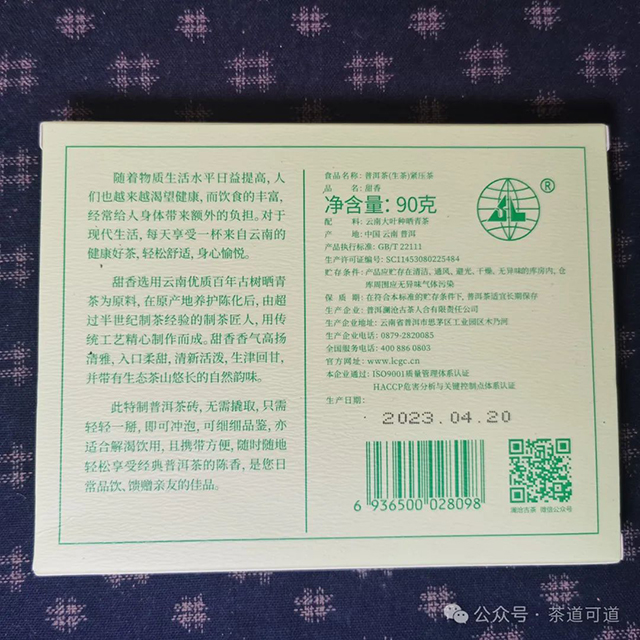 随着物质生活水平日益提高，人
们也越来越渴望健康，而饮食的丰富，
经常给人身体带来额外的负担。对于
现代生活，每天享受一杯来自云南的
健康好茶，轻松舒适，身心愉悦。
甜香选用云南优质百年古树晒青
茶为原料，在原产地养护陈化后，由超
过半世纪制茶经验的制茶匠人，用传
统工艺精心制作而成。甜香香气高扬
清雅，入口柔甜，清新活泼，生津回甘，
并带有生态茶山悠长的自然韵味。
此特制普洱茶砖，无需撬取，只需
轻轻一掰，即可冲泡，可细细品鉴，亦
适合解渴饮用，且携带方便，随时随地
轻松享受经典普洱茶的陈香，是您日
常品饮、馈赠亲友的佳品。
食品名称：普洱茶(生茶)紧压茶
品名：甜香
净含量：90克
配料：云南大叶种晒青茶
产地：中国 云南 普洱
产品执行标准：GB/T 22111
生产许可证编号：SC11453080225484
贮存条件：产品应贮存在清洁、通风、避光、干燥、无异味的库房内，仓
库周围应无异味气体污染
保质期：在符合本标准的贮存条件下，普洱茶适宜长期保存
生产企业：普洱澜沧古茶股份有限责任公司
生产企业地址：云南省普洱市思茅区工业园区木乃河
生产企业电话：0879-2820085
全国服务电话：400 886 0803
官方网址：www.lcgc.cn
本企业通过：ISO9001质量管理体系认证
HACCP危害分析与关键控制点体系认证
生产日期：
2023.04.20
6 936500 028098
澜沧古茶 微信公众号
®
公众号·茶道可道